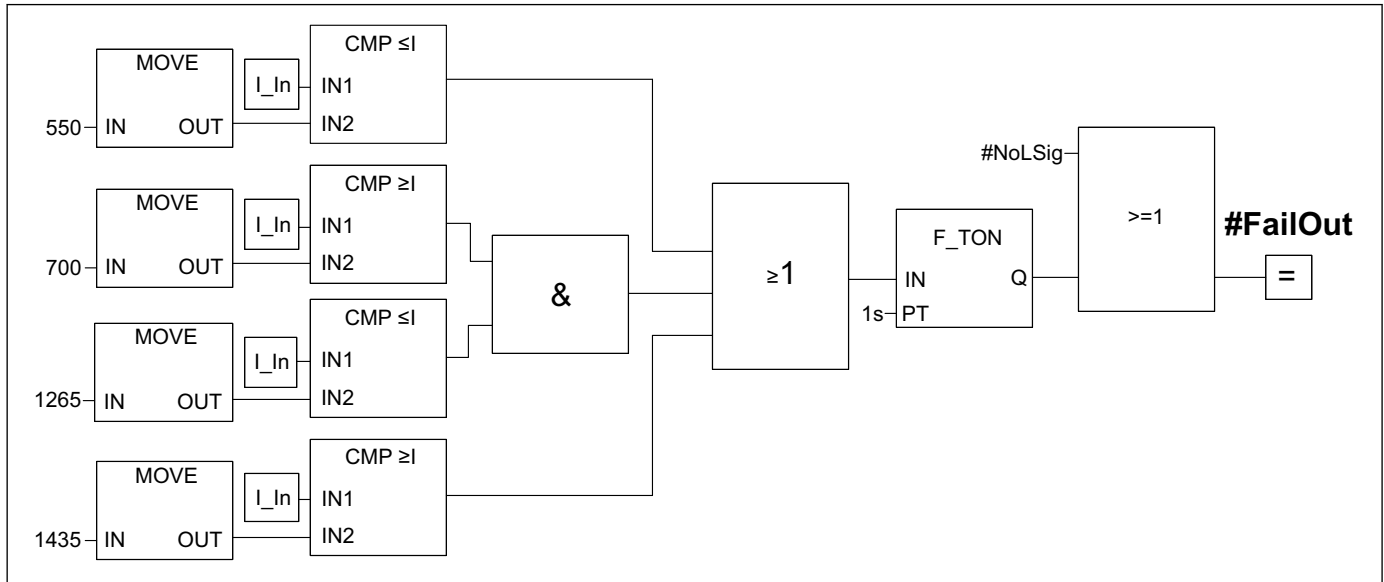 MOVE
550
IN
OUT
I_In
CMP ≤I
IN1
IN2
MOVE
700
IN
OUT
I_In
CMP ≥I
IN1
IN2
MOVE
1265
IN
OUT
I_In
CMP ≤I
IN1
IN2
MOVE
1435
IN
OUT
I_In
CMP ≥I
IN1
IN2
&
≥1
F_TON
IN
Q
1s
PT
#NoLSig
>=1
#FailOut
=